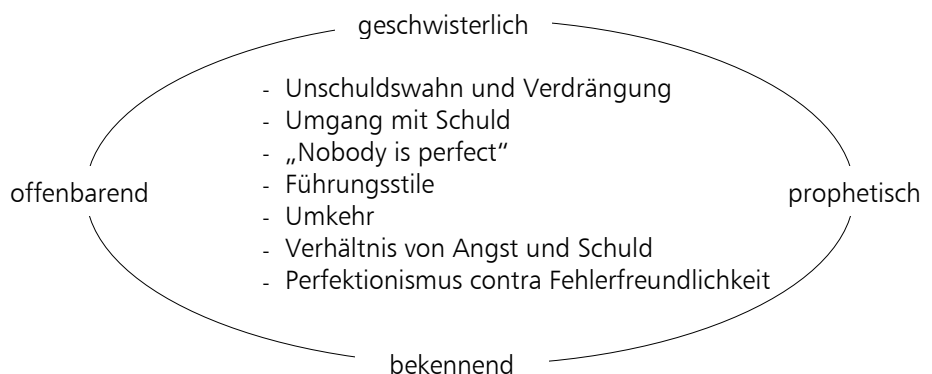 geschwisterlich
- Unschuldswahn und Verdrängung
- Umgang mit Schuld
- „Nobody is perfect“
- Führungsstile
offenbarend
prophetisch
- Umkehr
- Verhältnis von Angst und Schuld
- Perfektionismus contra Fehlerfreundlichkeit
bekennend